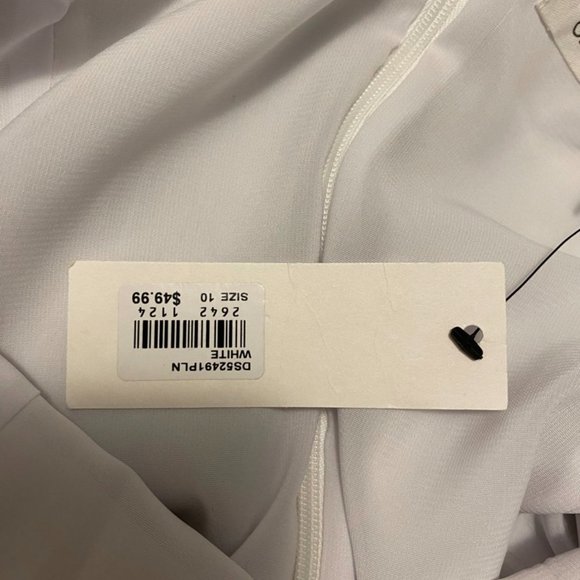 DS52491PLN
WHITE
2642 1124
SIZE 10
$49.99